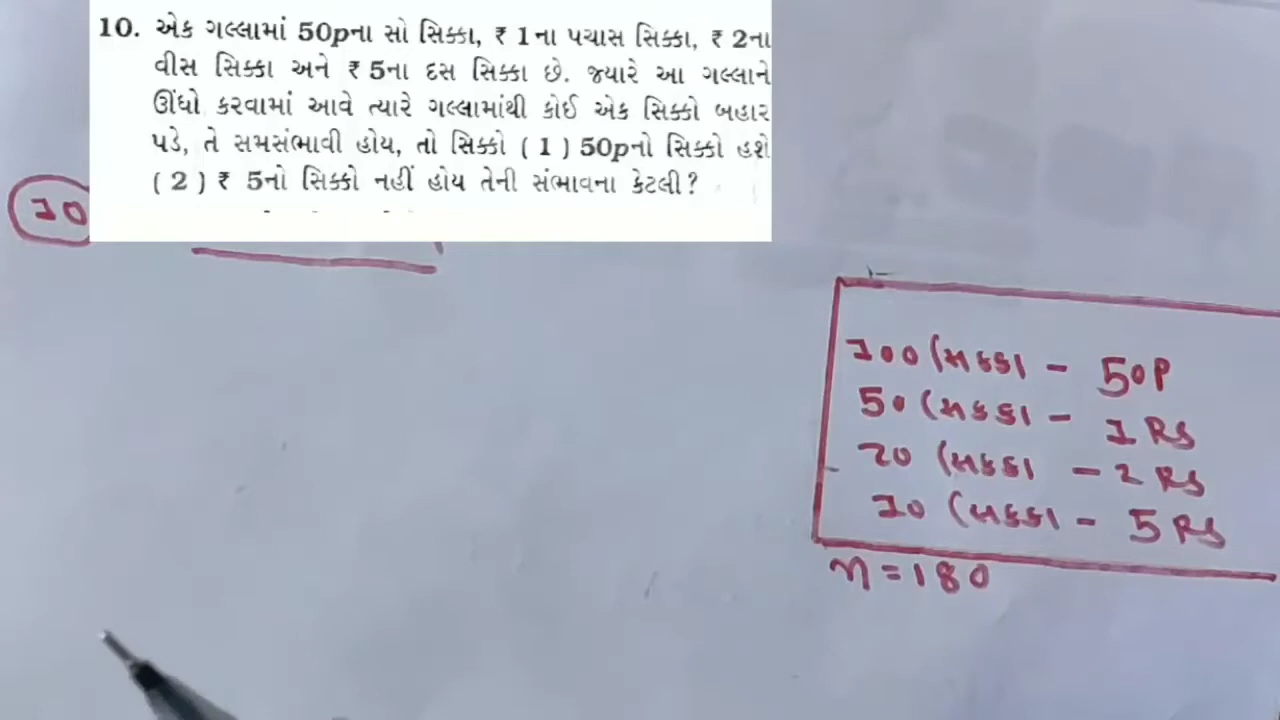 10. એક ગલ્લામાં 50pના સો સિક્કા, ₹ 1ના પચાસ સિક્કા, ₹ 2ના
વીસ સિક્કા અને ₹ 5ના દસ સિક્કા છે. જ્યારે આ ગલ્લાને
ઊંધો કરવામાં આવે ત્યારે ગલ્લામાંથી કોઈ એક સિક્કો બહાર
પડે, તે સમસંભાવી હોય, તો સિક્કો ( 1 ) 50pનો સિક્કો હશે
( 2 ) ₹ 5નો સિક્કો નહીં હોય તેની સંભાવના કેટલી?
10
100 સિક્કા - 50P
50 સિક્કા - 1 RS
20 સિક્કા - 2 RS
10 સિક્કા - 5 RS
n = 180